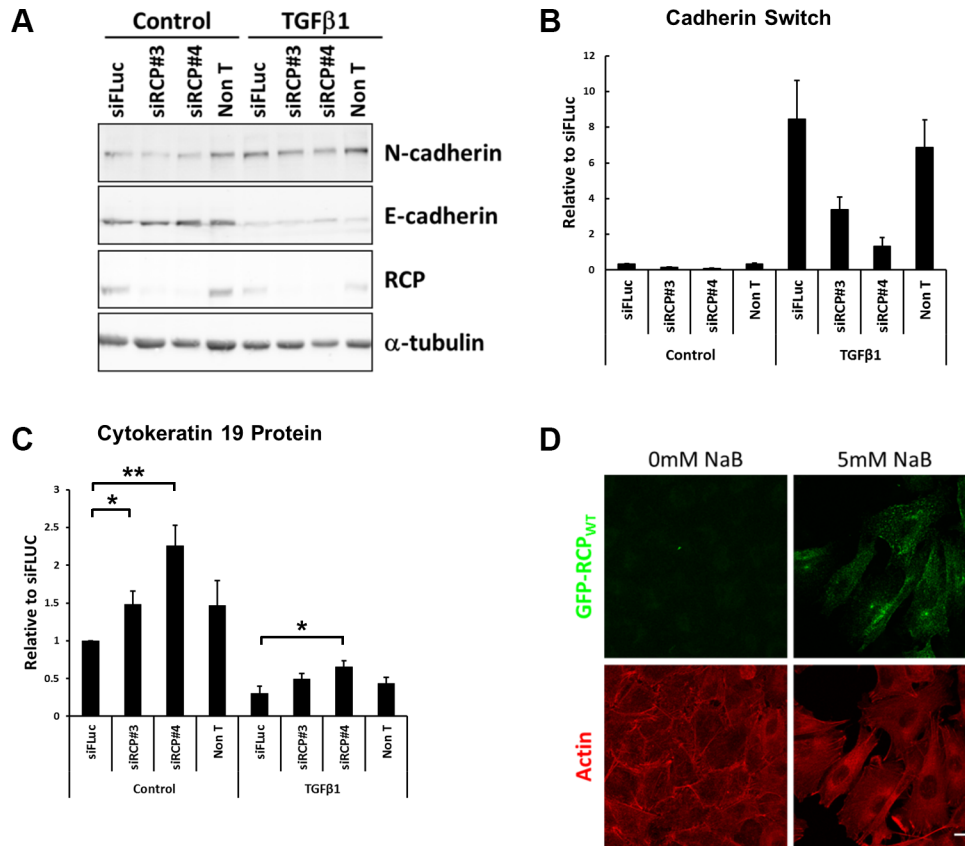 A
Control
TGFβ1
siFLuc
siRCP#3
siRCP#4
Non T
siFLuc
siRCP#3
siRCP#4
Non T
N-cadherin
E-cadherin
RCP
α-tubulin
B
Cadherin Switch
Relative to siFLuc
12
10
8
6
4
2
0
siFLuc
siRCP#3
siRCP#4
Non T
siFLuc
siRCP#3
siRCP#4
Non T
Control
TGFβ1
C
Cytokeratin 19 Protein
Relative to siFLUC
3
2.5
2
1.5
1
0.5
0
**
*
*
siFLuc
siRCP#3
siRCP#4
Non T
siFLuc
siRCP#3
siRCP#4
Non T
Control
TGFβ1
D
0mM NaB
5mM NaB
GFP-RCPWT
Actin